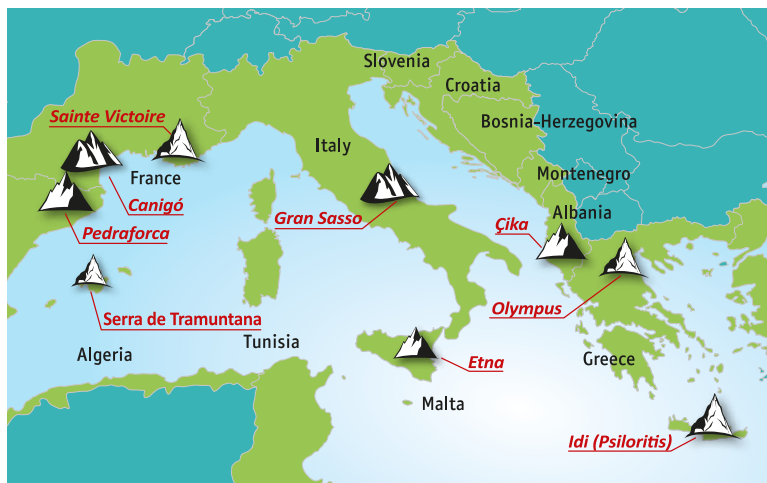 Slovenia
Croatia
Sainte Victoire
Bosnia-Herzegovina
Italy
France
Montenegro
Canigó
Albania
Gran Sasso
Çika
Pedraforca
Olympus
Serra de Tramuntana
Tunisia
Algeria
Etna
Greece
Malta
Idi (Psiloritis)